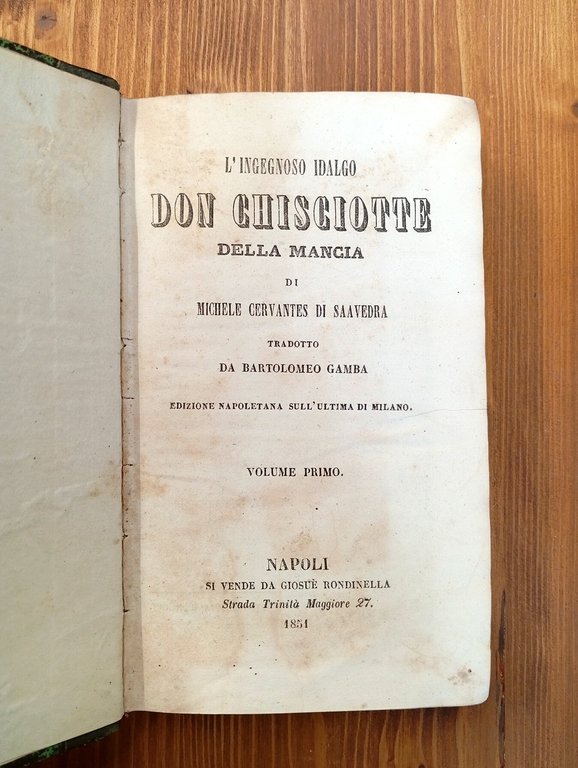 L'INGEGNOSO IDALGO
DON CHISCIOTTE
DELLA MANCIA
DI
MICHELE CERVANTES DI SAAVEDRA
TRADOTTO
DA BARTOLOMEO GAMBA
EDIZIONE NAPOLETANA SULL'ULTIMA DI MILANO.
VOLUME PRIMO.
NAPOLI
SI VENDE DA GIOSUÈ RONDINELLA
Strada Trinità Maggiore 27.
1851